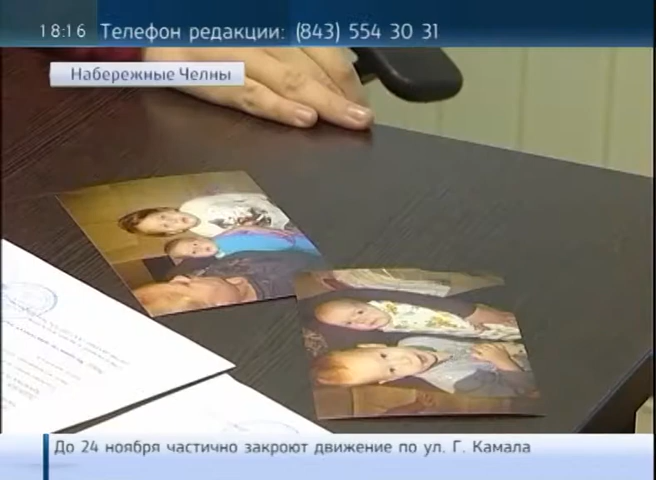 18:16 Телефон редакции: (843) 554 30 31
Набережные Челны
До 24 ноября частично закроют движение по ул. Г. Камала